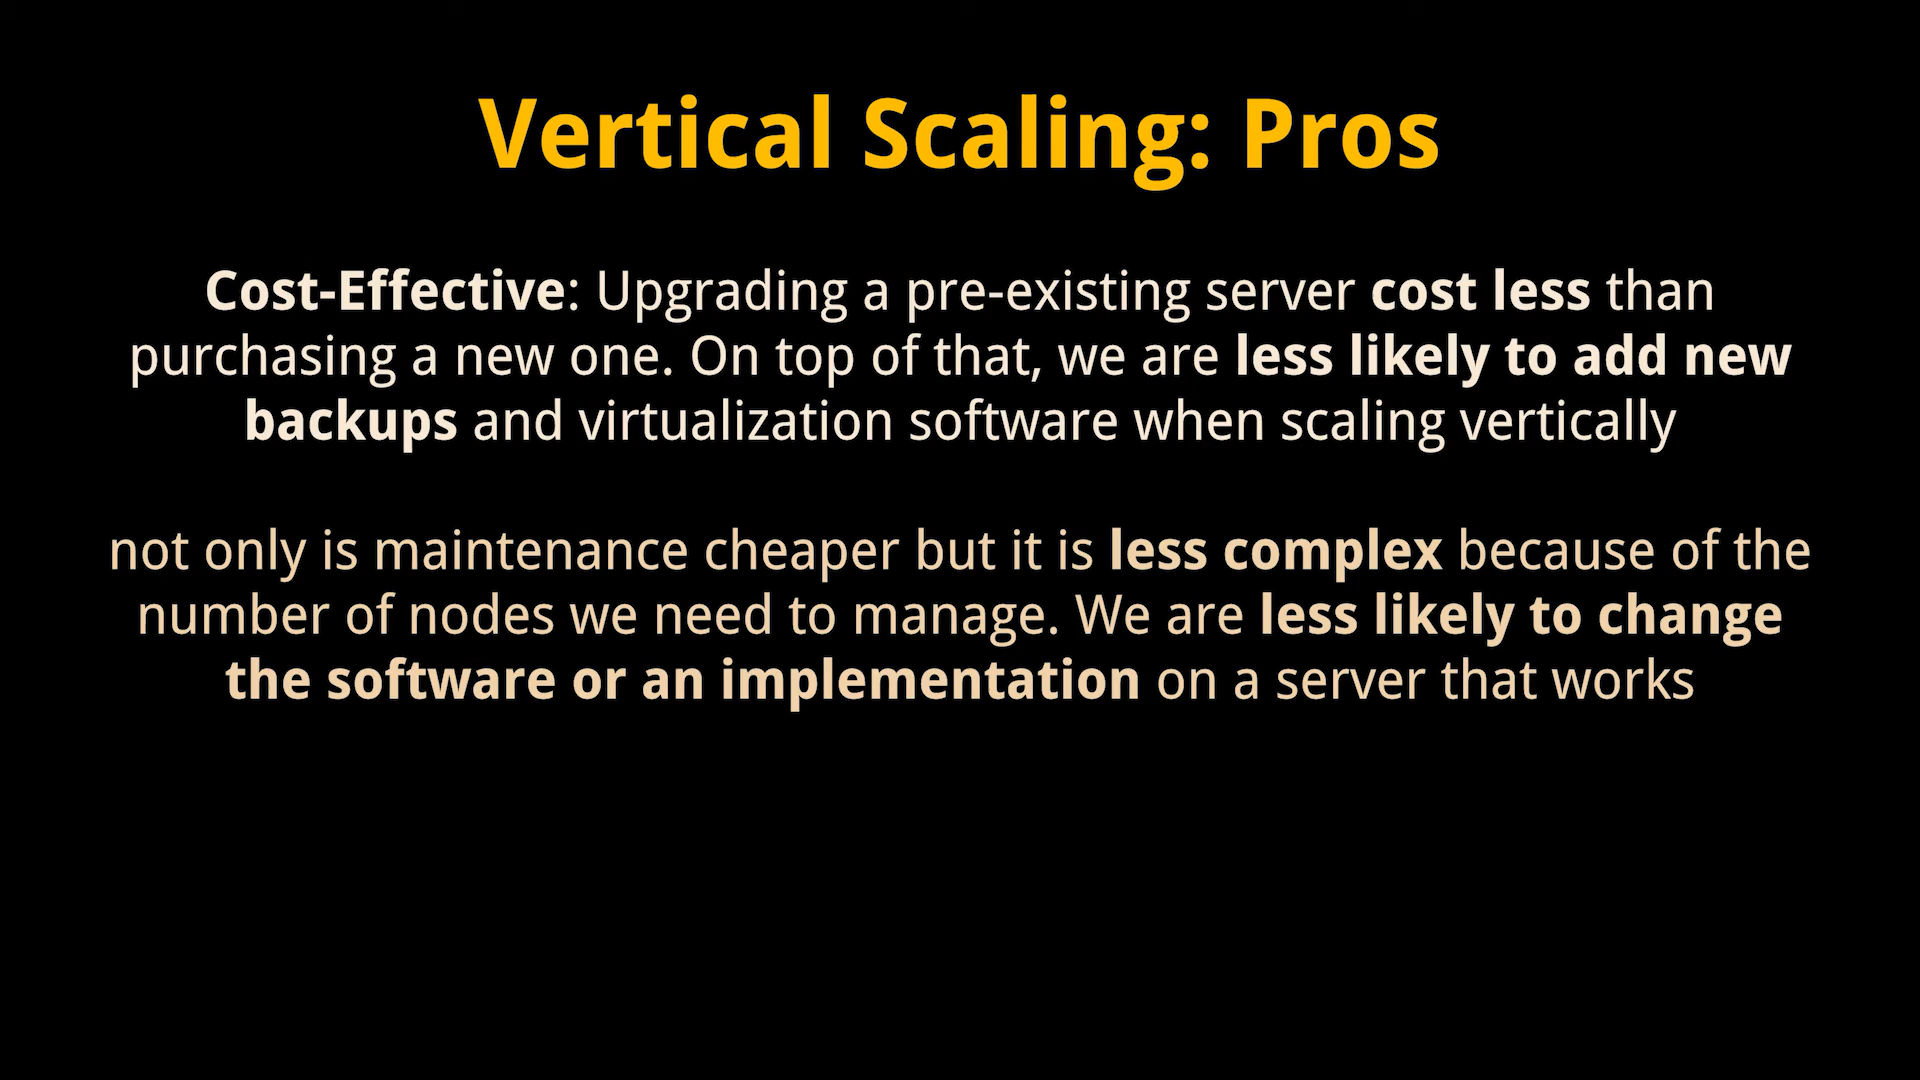 Vertical Scaling: Pros
Cost-Effective: Upgrading a pre-existing server cost less than
purchasing a new one. On top of that, we are less likely to add new
backups and virtualization software when scaling vertically
not only is maintenance cheaper but it is less complex because of the
number of nodes we need to manage. We are less likely to change
the software or an implementation on a server that works